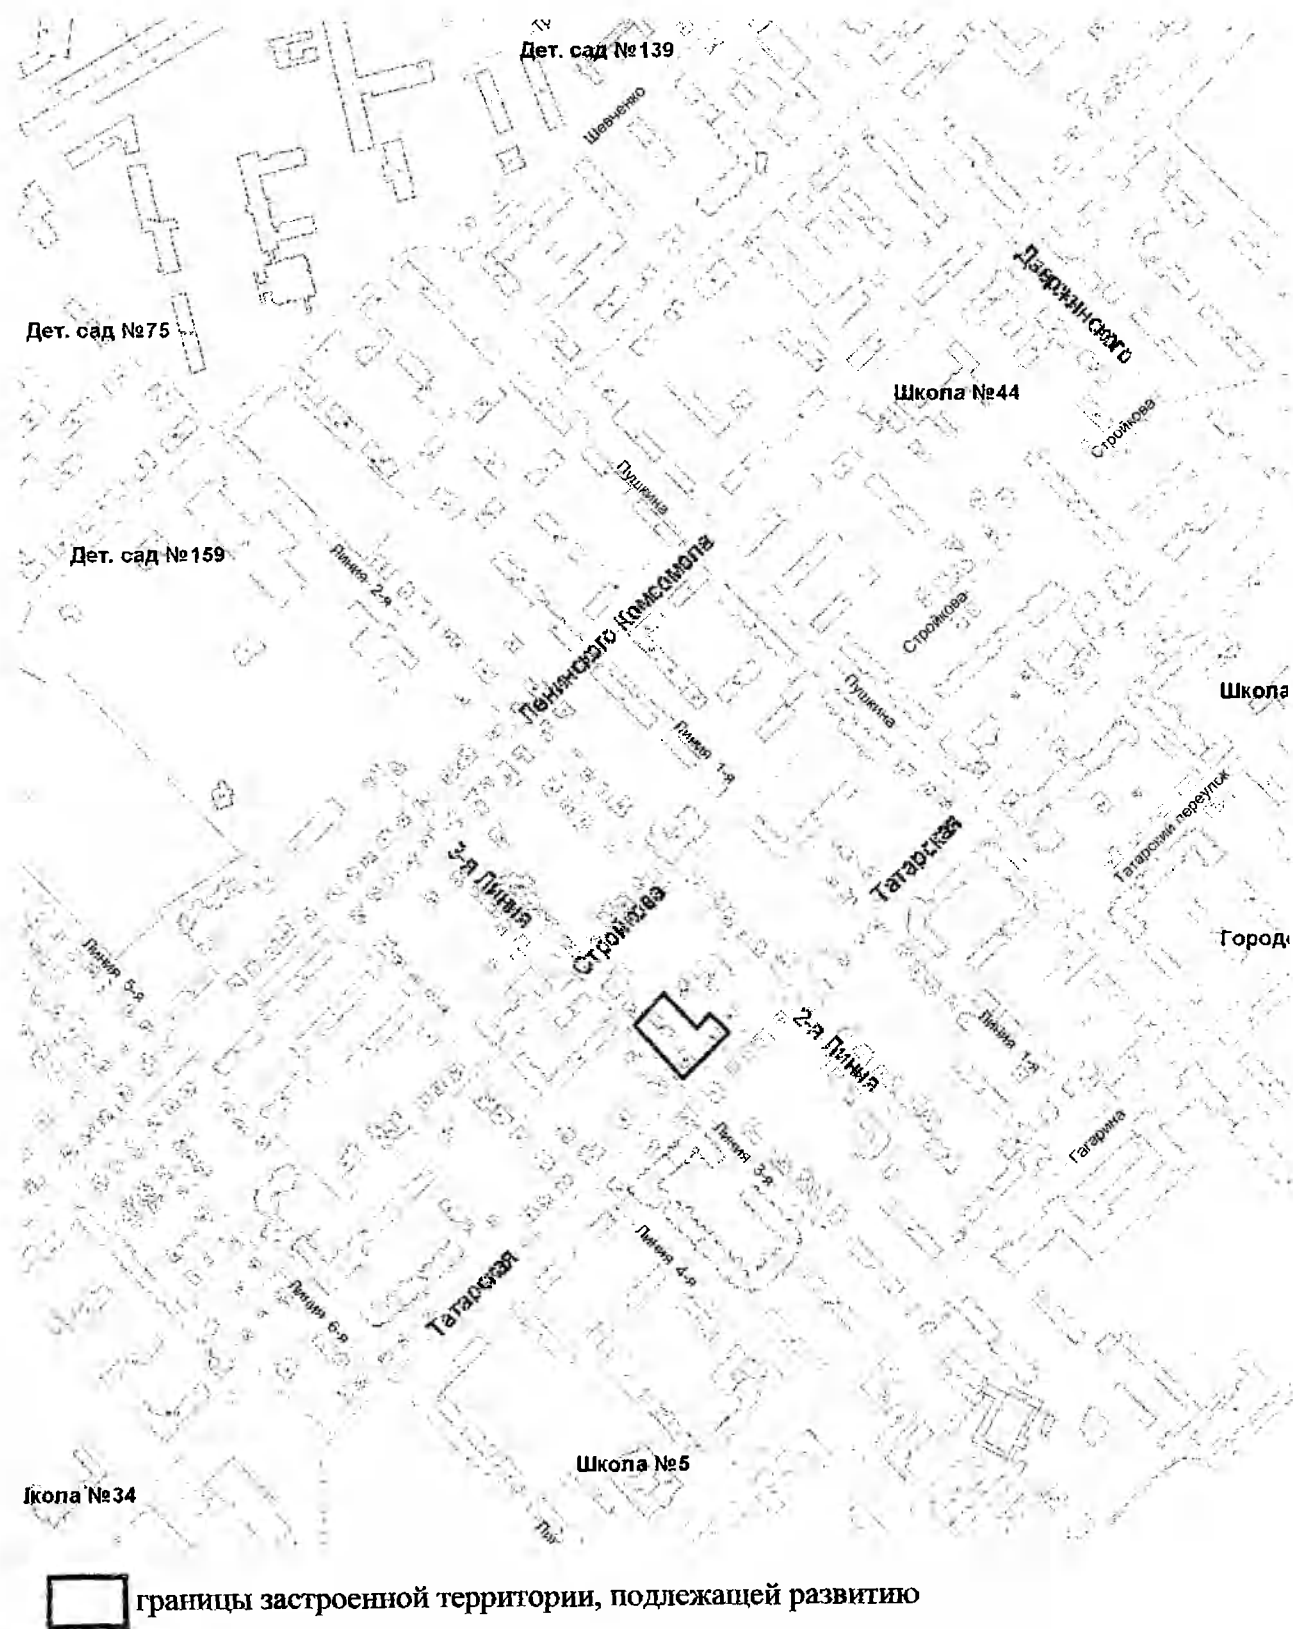 Дет. сад №139
Шевченко
Дзержинского
Дет. сад №75
Школа №44
Стройкова
Пушкина
Дет. сад №159
Линия 2-я
Ленинского Комсомола
Стройкова
Школа
Пушкина
Линия 1-я
Татарский переулок
Татарская
3-я Линия
Стройкова
Линия 5-я
2-я Линия
Линия 1-я
Гагарина
Линия 3-я
Линия 4-я
Татарская
Линия 6-я
Школа №5
кола №34
границы застроенной территории, подлежащей развитию